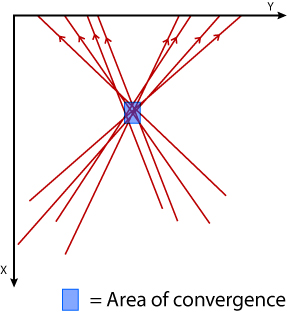 Y
X
= Area of convergence